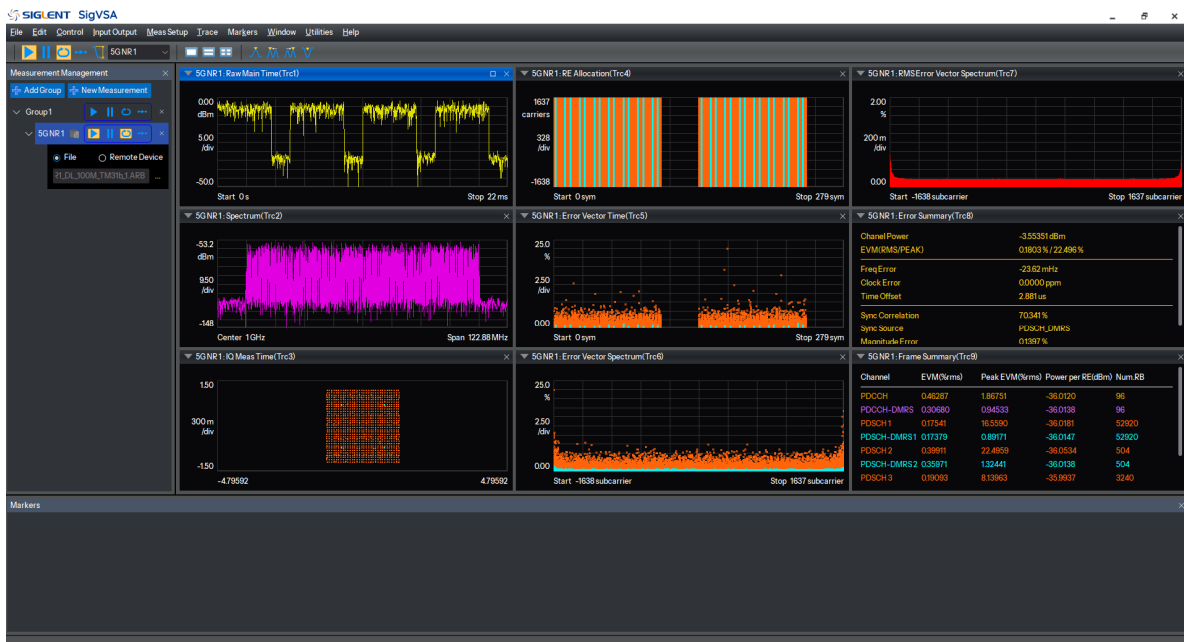 SIGLENT SigVSA
File Edit Control Input/Output Meas Setup Trace Markers Window Utilities Help
5G NR 1
Measurement Management
Add Group New Measurement
Group1
5G NR 1
File Remote Device
21_DL_100M_TM31b_1.ARB ...
5G NR 1 : Raw Main Time(Trc1)
0.00
dBm
5.00
/div
-50.0
Start 0 s Stop 22 ms
5G NR 1 : RE Allocation(Trc4)
1637
carriers
328
/div
-1638
Start 0 sym Stop 279 sym
5G NR 1 : RMS Error Vector Spectrum(Trc7)
2.00
%
200 m
/div
0.00
Start -1638 subcarrier Stop 1637 subcarrier
5G NR 1 : Spectrum(Trc2)
-53.2
dBm
9.50
/div
-148
Center 1 GHz Span 122.88 MHz
5G NR 1 : Error Vector Time(Trc5)
25.0
%
2.50
/div
0.00
Start 0 sym Stop 279 sym
5G NR 1 : Error Summary(Trc8)
Chanel Power -3.55351 dBm
EVM(RMS/PEAK) 0.1803 % / 22.496 %
Freq Error -23.62 mHz
Clock Error 0.0000 ppm
Time Offset 2.881 us
Sync Correlation 70.341 %
Sync Source PDSCH_DMRS
Magnitude Error 0.1397 %
5G NR 1 : IQ Meas Time(Trc3)
1.50
300 m
/div
-1.50
-4.79592 4.79592
5G NR 1 : Error Vector Spectrum(Trc6)
25.0
%
2.50
/div
0.00
Start -1638 subcarrier Stop 1637 subcarrier
5G NR 1 : Frame Summary(Trc9)
Channel EVM(%rms) Peak EVM(%rms) Power per RE(dBm) Num.RB
PDCCH 0.46287 1.86751 -36.0120 96
PDCCH-DMRS 0.30680 0.94533 -36.0138 96
PDSCH 1 0.17541 16.5590 -36.0181 52920
PDSCH-DMRS 1 0.17379 0.89171 -36.0147 52920
PDSCH 2 0.39911 22.4959 -36.0534 504
PDSCH-DMRS 2 0.35971 1.32441 -36.0138 504
PDSCH 3 0.19093 8.13963 -35.9937 3240
Markers